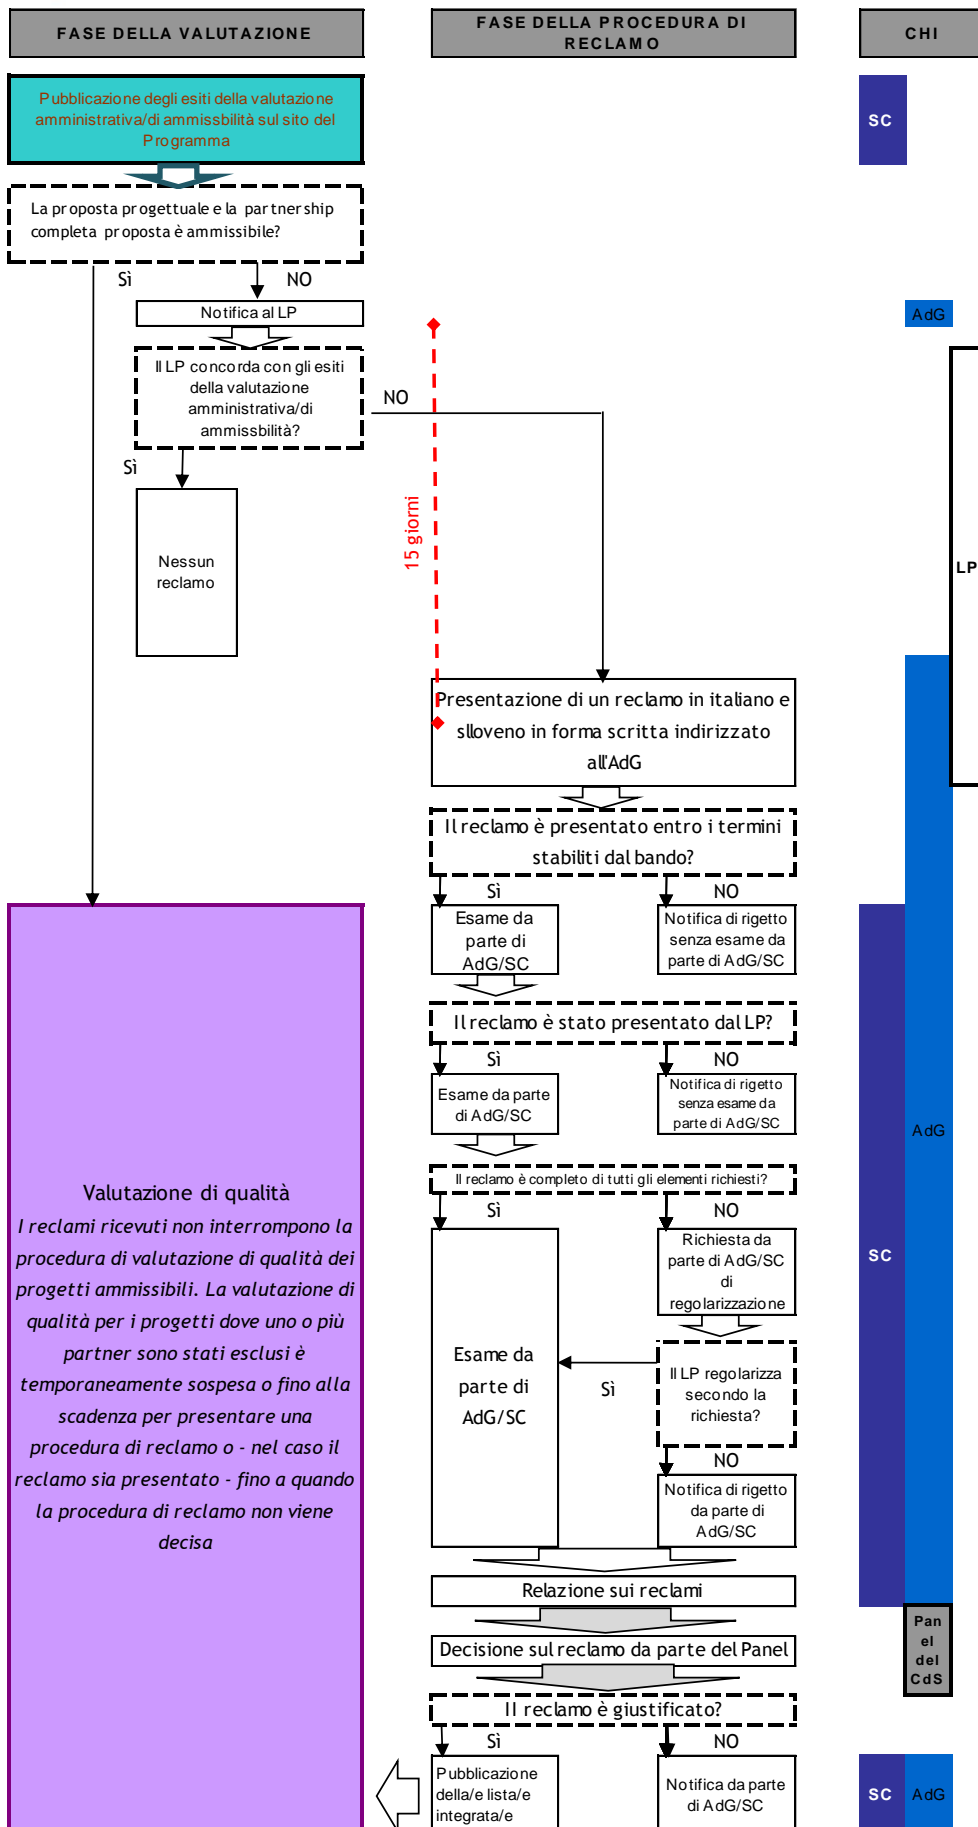 FASE DELLA VALUTAZIONE
FASE DELLA PROCEDURA DI
RECLAMO
CHI
Pubblicazione degli esiti della valutazione
amministrativa/di ammissbilità sul sito del
Programma
SC
La proposta progettuale e la partnership
completa proposta è ammissibile?
Sì
NO
Notifica al LP
AdG
Il LP concorda con gli esiti
della valutazione
amministrativa/di
ammissbilità?
NO
Sì
15 giorni
Nessun
reclamo
LP
Presentazione di un reclamo in italiano e
slloveno in forma scritta indirizzato
all'AdG
Il reclamo è presentato entro i termini
stabiliti dal bando?
Sì
NO
Esame da
parte di
AdG/SC
Notifica di rigetto
senza esame da
parte di AdG/SC
Il reclamo è stato presentato dal LP?
Sì
NO
Esame da parte
di AdG/SC
Notifica di rigetto
senza esame da
parte di AdG/SC
AdG
Il reclamo è completo di tutti gli elementi richiesti?
Sì
NO
Valutazione di qualità
I reclami ricevuti non interrompono la
procedura di valutazione di qualità dei
progetti ammissibili. La valutazione di
qualità per i progetti dove uno o più
partner sono stati esclusi è
temporaneamente sospesa o fino alla
scadenza per presentare una
procedura di reclamo o - nel caso il
reclamo sia presentato - fino a quando
la procedura di reclamo non viene
decisa
Richiesta da
parte di AdG/SC
di
regolarizzazione
SC
Esame da
parte di
AdG/SC
Sì
Il LP regolarizza
secondo la
richiesta?
NO
Notifica di rigetto
da parte di
AdG/SC
Relazione sui reclami
Pan
el
del
CdS
Decisione sul reclamo da parte del Panel
Il reclamo è giustificato?
Sì
NO
Pubblicazione
della/e lista/e
integrata/e
Notifica da parte
di AdG/SC
SC
AdG